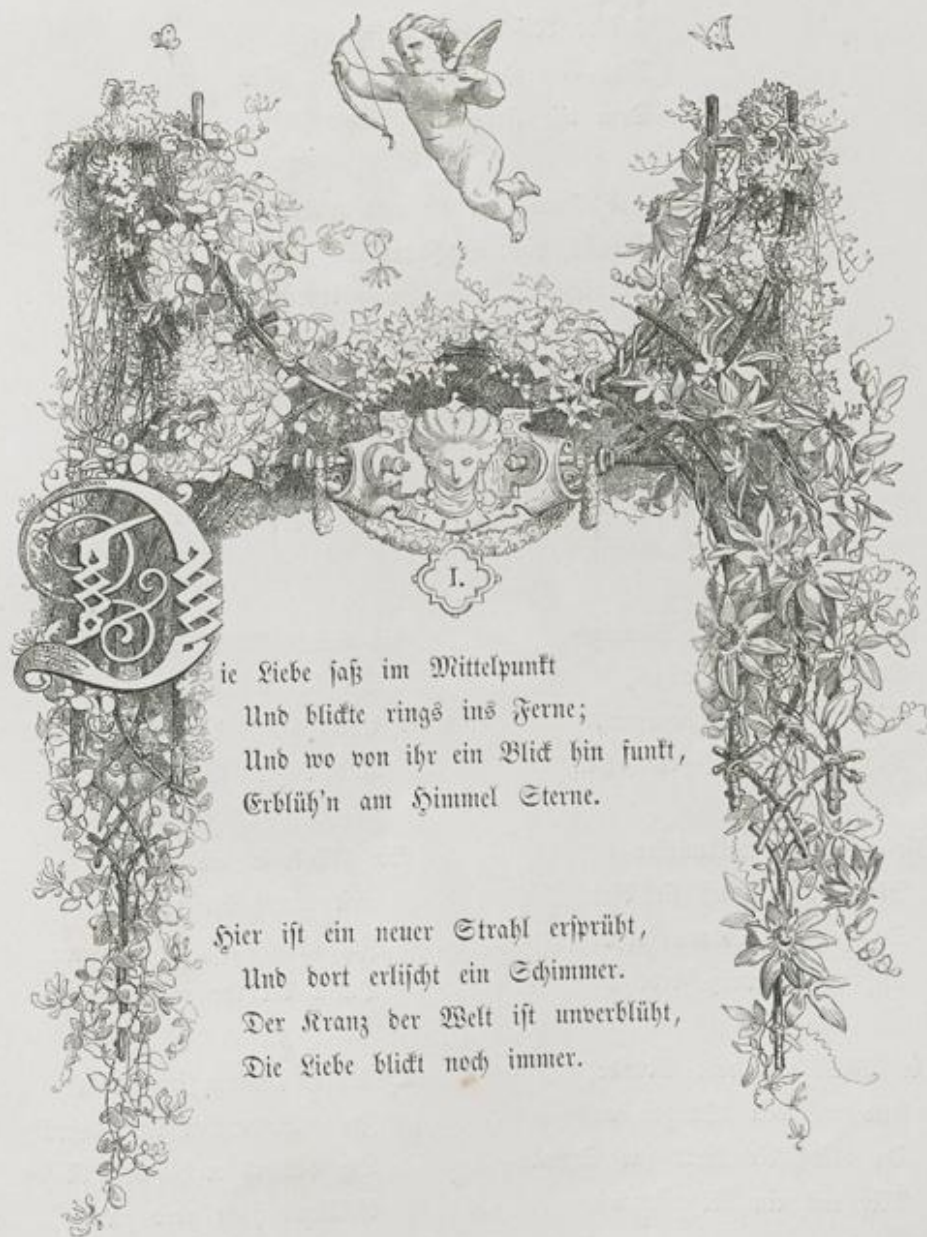 I.
Die Liebe saß im Mittelpunkt
Und blickte rings ins Ferne;
Und wo von ihr ein Blick hin funkt,
Erblüh'n am Himmel Sterne.
Hier ist ein neuer Strahl ersprüht,
Und dort erlischt ein Schimmer.
Der Kranz der Welt ist unverblüht,
Die Liebe blickt noch immer.